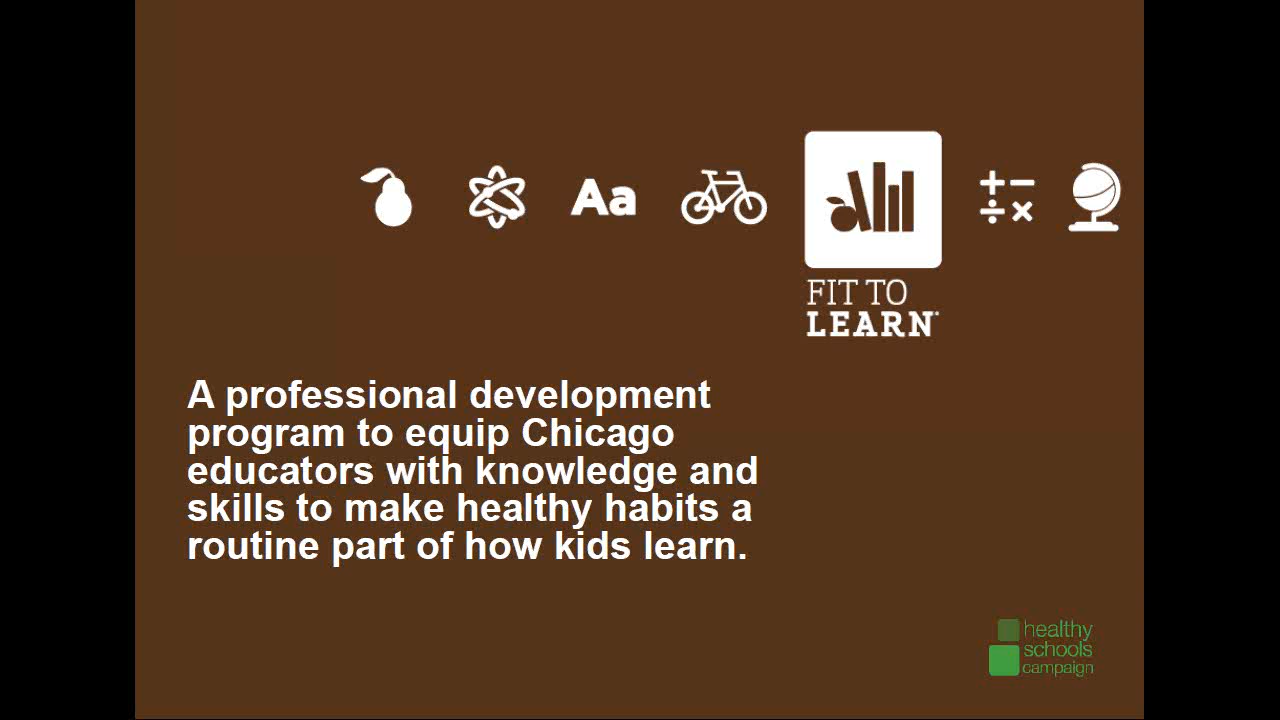 Aa
FIT TO
LEARN
A professional development
program to equip Chicago
educators with knowledge and
skills to make healthy habits a
routine part of how kids learn.
healthy
schools
campaign